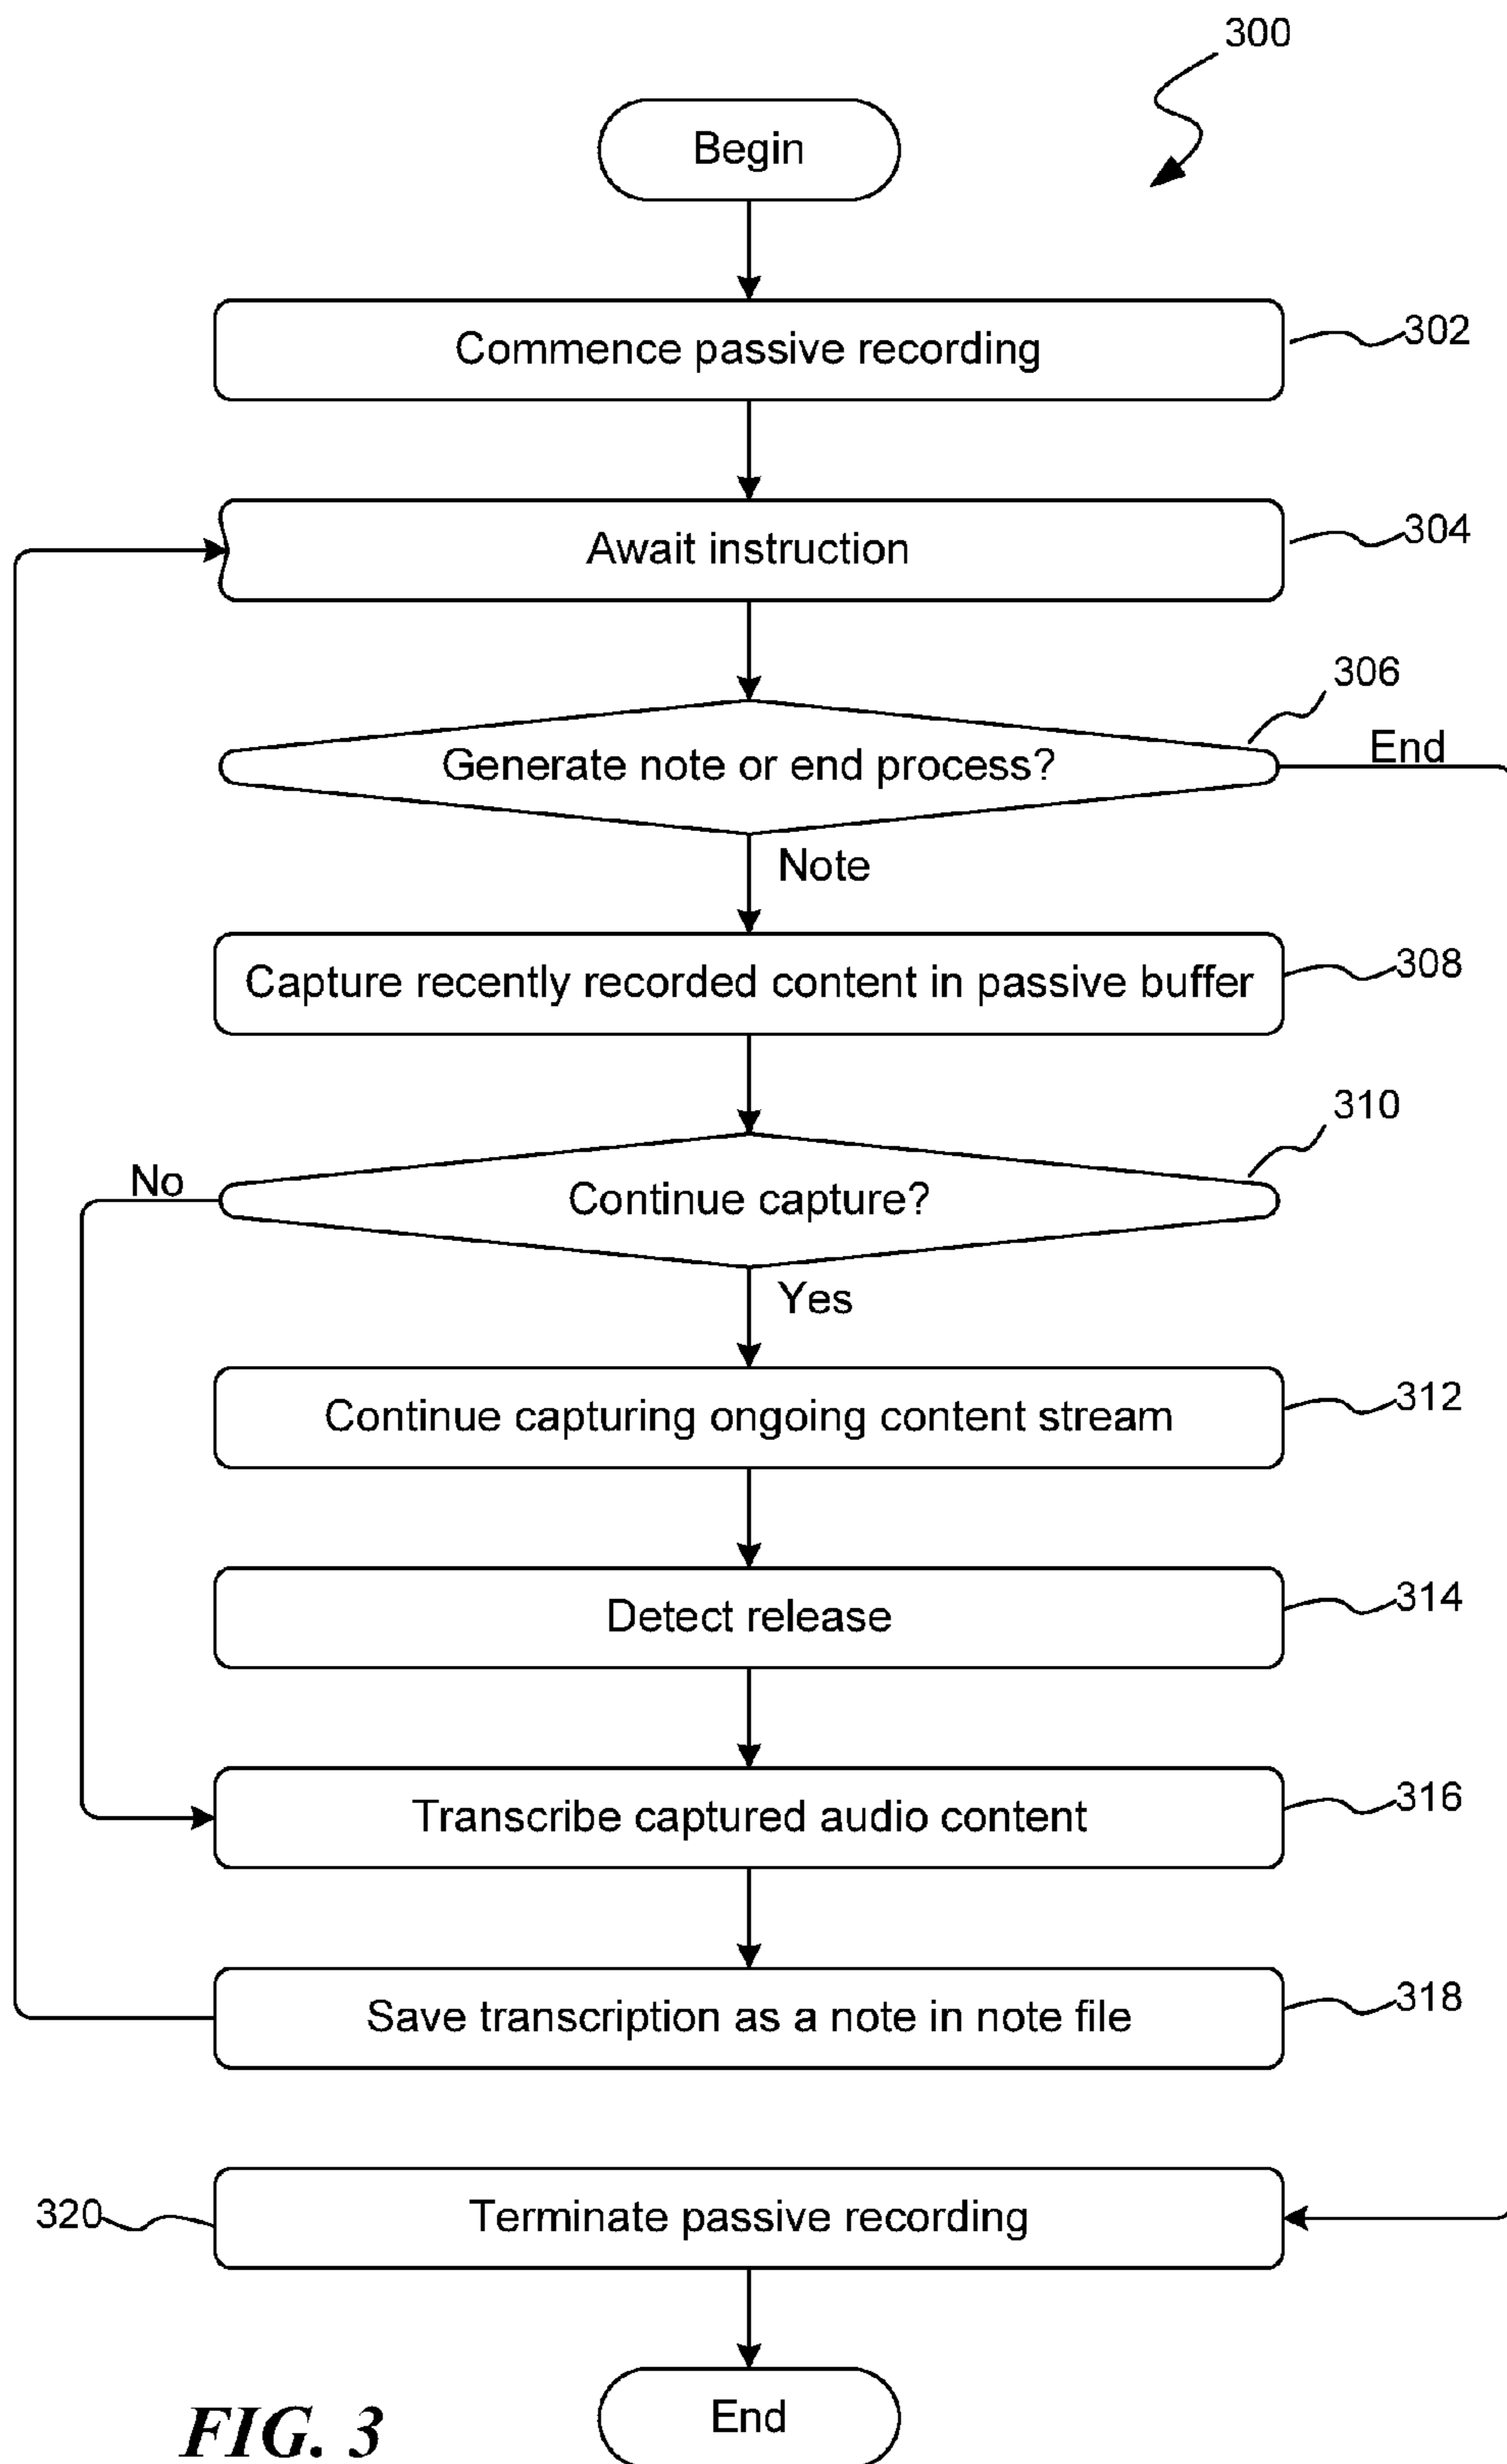 300
Begin
Commence passive recording
302
Await instruction
304
306
Generate note or end process?
End
Note
Capture recently recorded content in passive buffer
308
310
No
Continue capture?
Yes
Continue capturing ongoing content stream
312
Detect release
314
Transcribe captured audio content
316
Save transcription as a note in note file
318
320
Terminate passive recording
End
FIG. 3